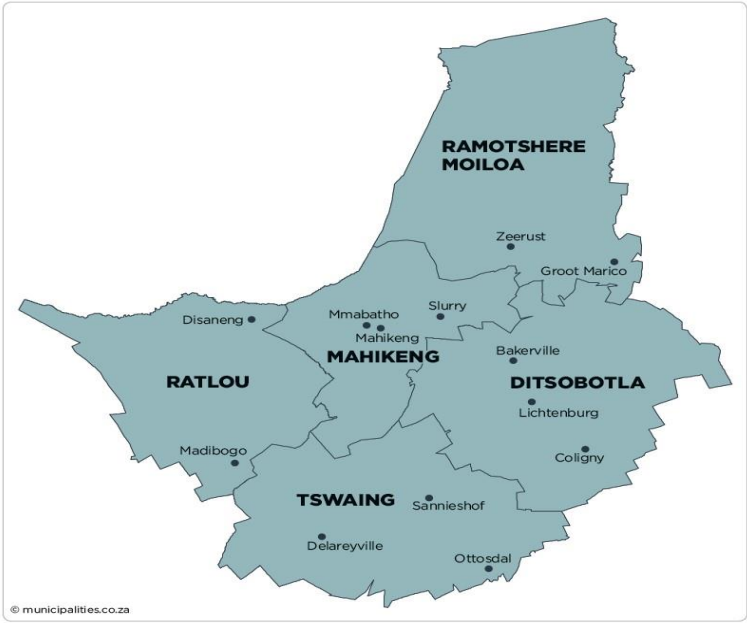 RAMOTSHERE
MOILOA
Zeerust
Groot Marico
Disaneng
Mmabatho
Slurry
Mahikeng
MAHIKENG
Bakerville
RATLOU
DITSOBOTLA
Lichtenburg
Madibogo
Coligny
TSWAING
Sannieshof
Delareyville
Ottosdal
© municipalities.co.za